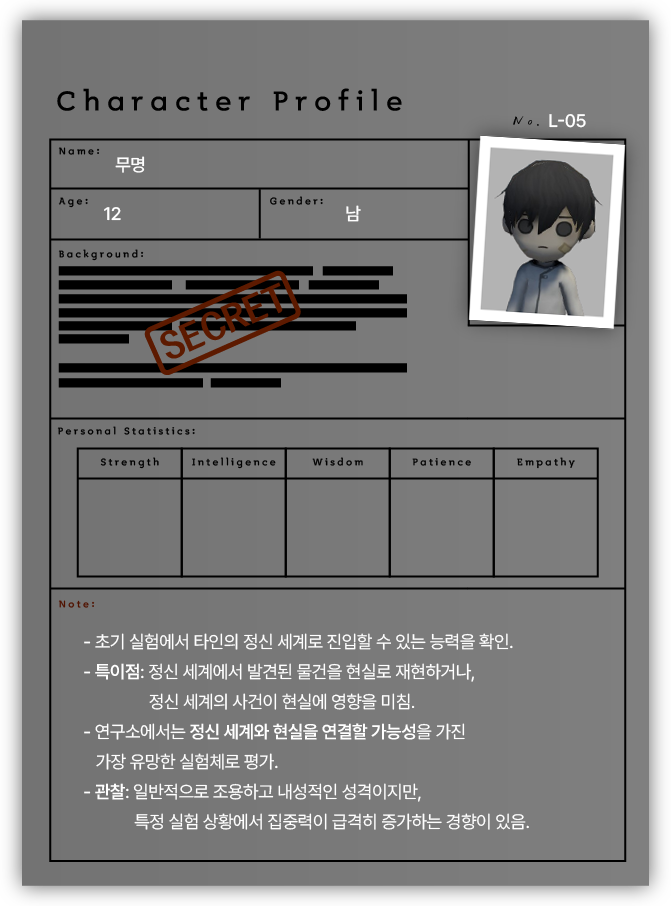 Character Profile
No. L-05
Name:
무명
Age:
12
Gender:
남
Background:
SECRET
Personal Statistics:
Strength
Intelligence
Wisdom
Patience
Empathy
Note:
- 초기 실험에서 타인의 정신 세계로 진입할 수 있는 능력을 확인.
- 특이점: 정신 세계에서 발견된 물건을 현실로 재현하거나,
정신 세계의 사건이 현실에 영향을 미침.
- 연구소에서는 정신 세계와 현실을 연결할 가능성을 가진
가장 유망한 실험체로 평가.
- 관찰: 일반적으로 조용하고 내성적인 성격이지만,
특정 실험 상황에서 집중력이 급격히 증가하는 경향이 있음.